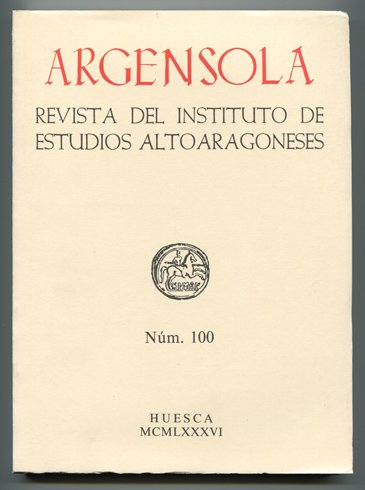 ARGENSOLA
REVISTA DEL INSTITUTO DE
ESTUDIOS ALTOARAGONESES
Núm. 100
HUESCA
MCMLXXXVI